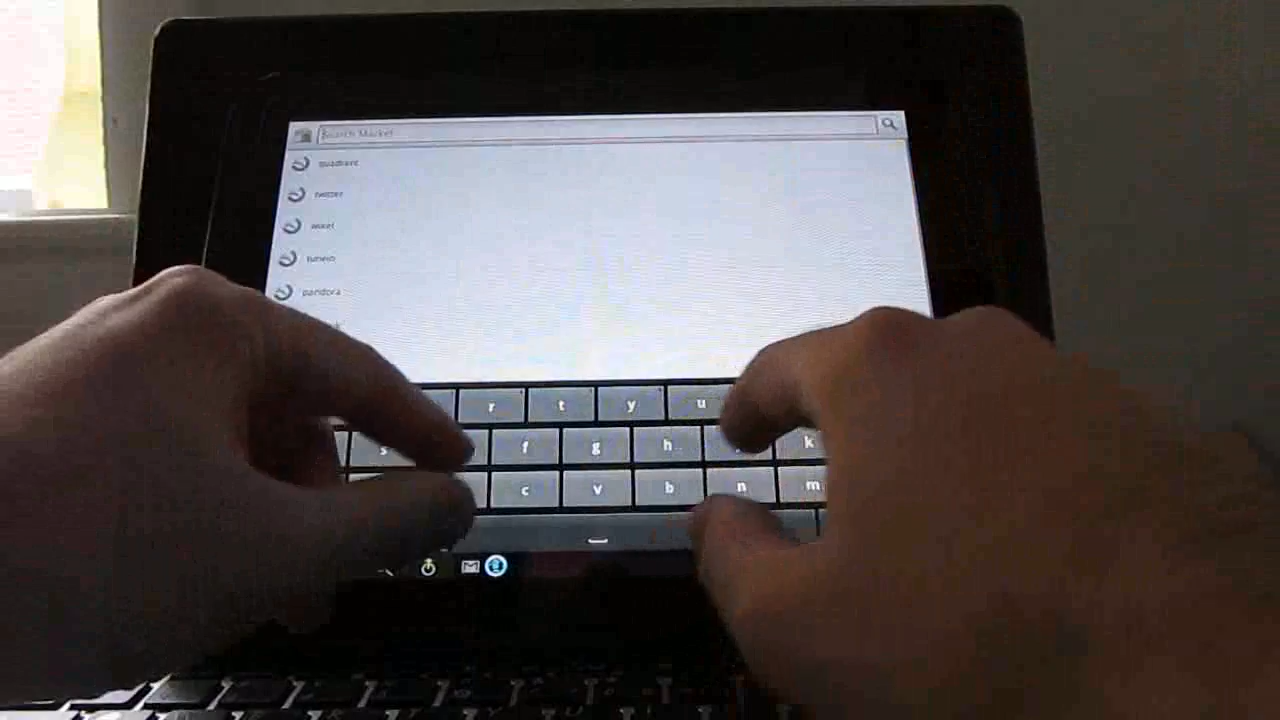 Search Market
quadrant
twitter
tunein
pandora
r t y u
s f g h k
c v b n m